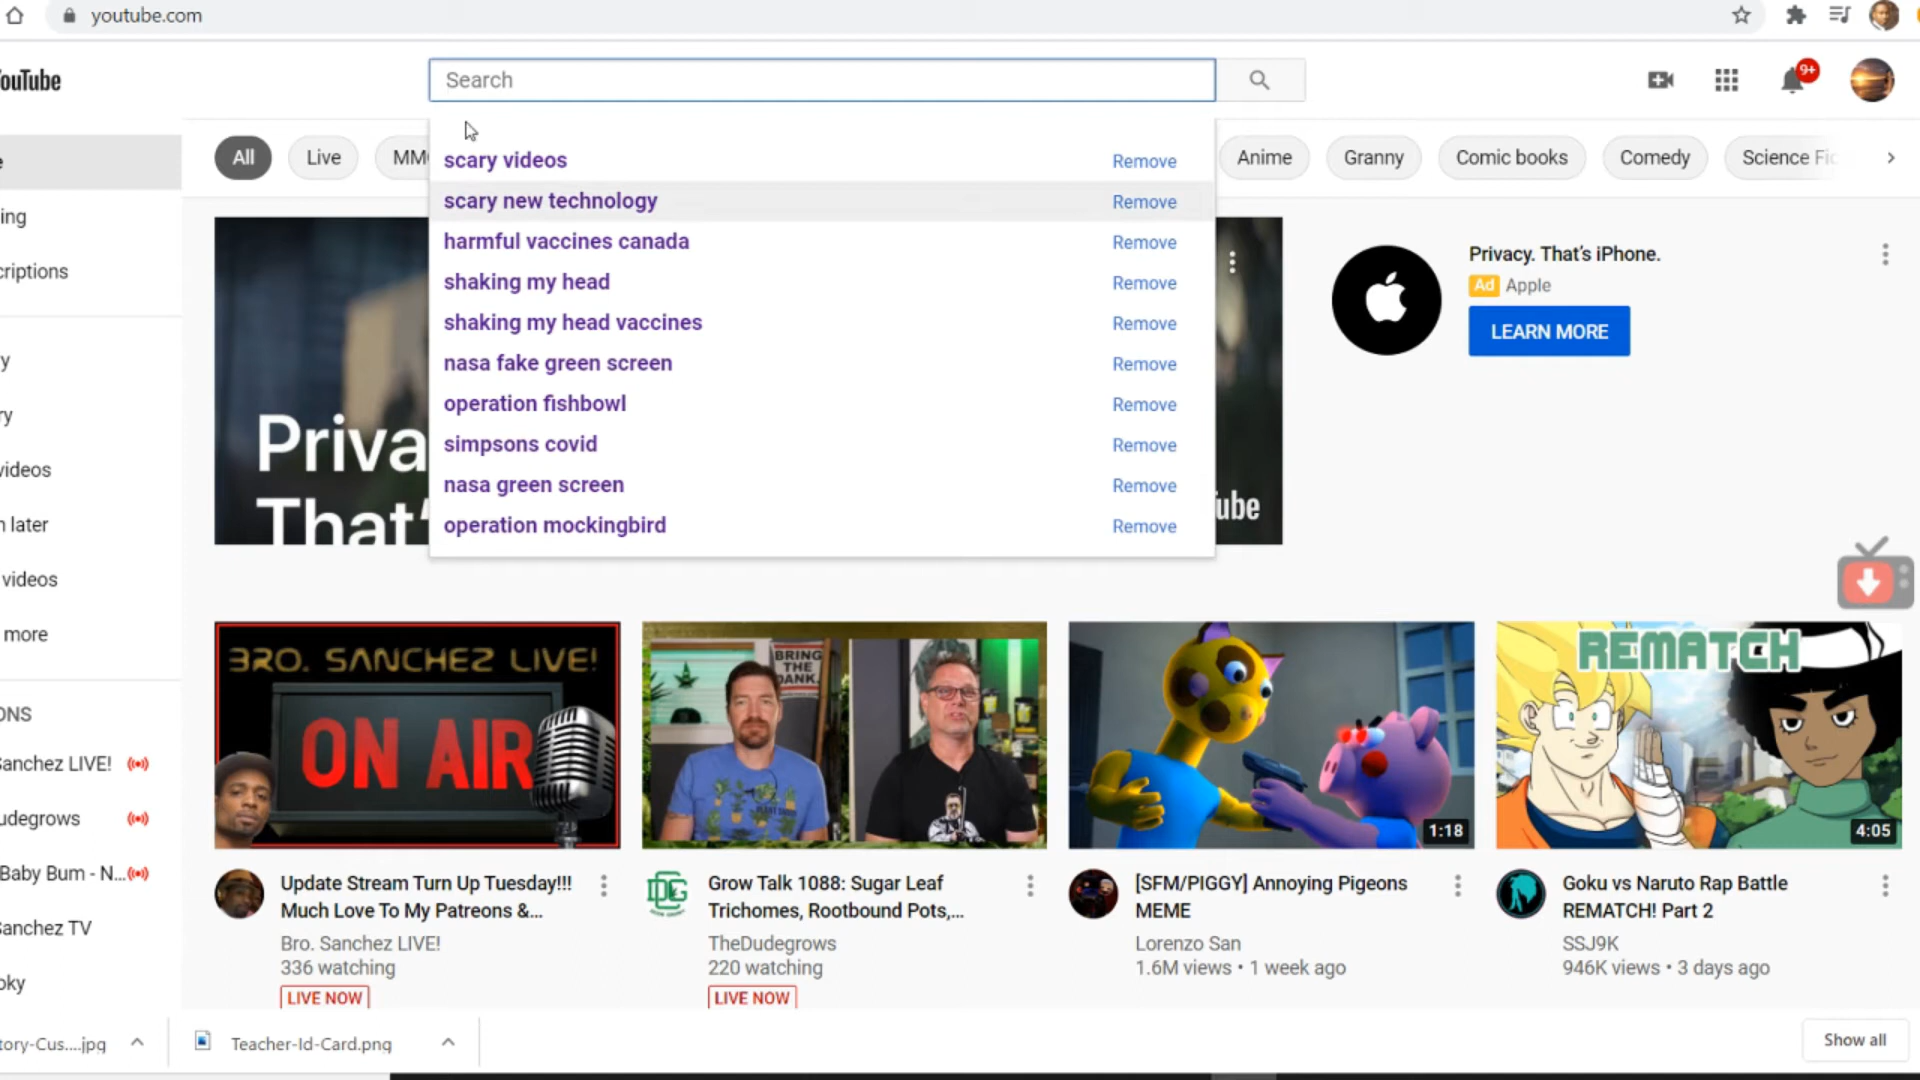 youtube.com
ouTube
Search
9+
e
All
Live
MM
Anime
Granny
Comic books
Comedy
Science Fic
scary videos Remove
scary new technology Remove
harmful vaccines canada Remove
shaking my head Remove
shaking my head vaccines Remove
nasa fake green screen Remove
operation fishbowl Remove
simpsons covid Remove
nasa green screen Remove
operation mockingbird Remove
ing
criptions
y
ry
videos
n later
videos
more
ONS
Sanchez LIVE!
udegrows
Baby Bum - N...
Sanchez TV
oky
Priva
That'
ube
Privacy. That's iPhone.
Ad Apple
LEARN MORE
BRO. SANCHEZ LIVE!
ON AIR
BRING
THE
DANK.
1:18
REMATCH
4:05
Update Stream Turn Up Tuesday!!!
Much Love To My Patreons &...
Bro. Sanchez LIVE!
336 watching
LIVE NOW
DG
Grow Talk 1088: Sugar Leaf
Trichomes, Rootbound Pots,...
TheDudegrows
220 watching
LIVE NOW
[SFM/PIGGY] Annoying Pigeons
MEME
Lorenzo San
1.6M views • 1 week ago
Goku vs Naruto Rap Battle
REMATCH! Part 2
SSJ9K
946K views • 3 days ago
tory-Cus....jpg
Teacher-Id-Card.png
Show all